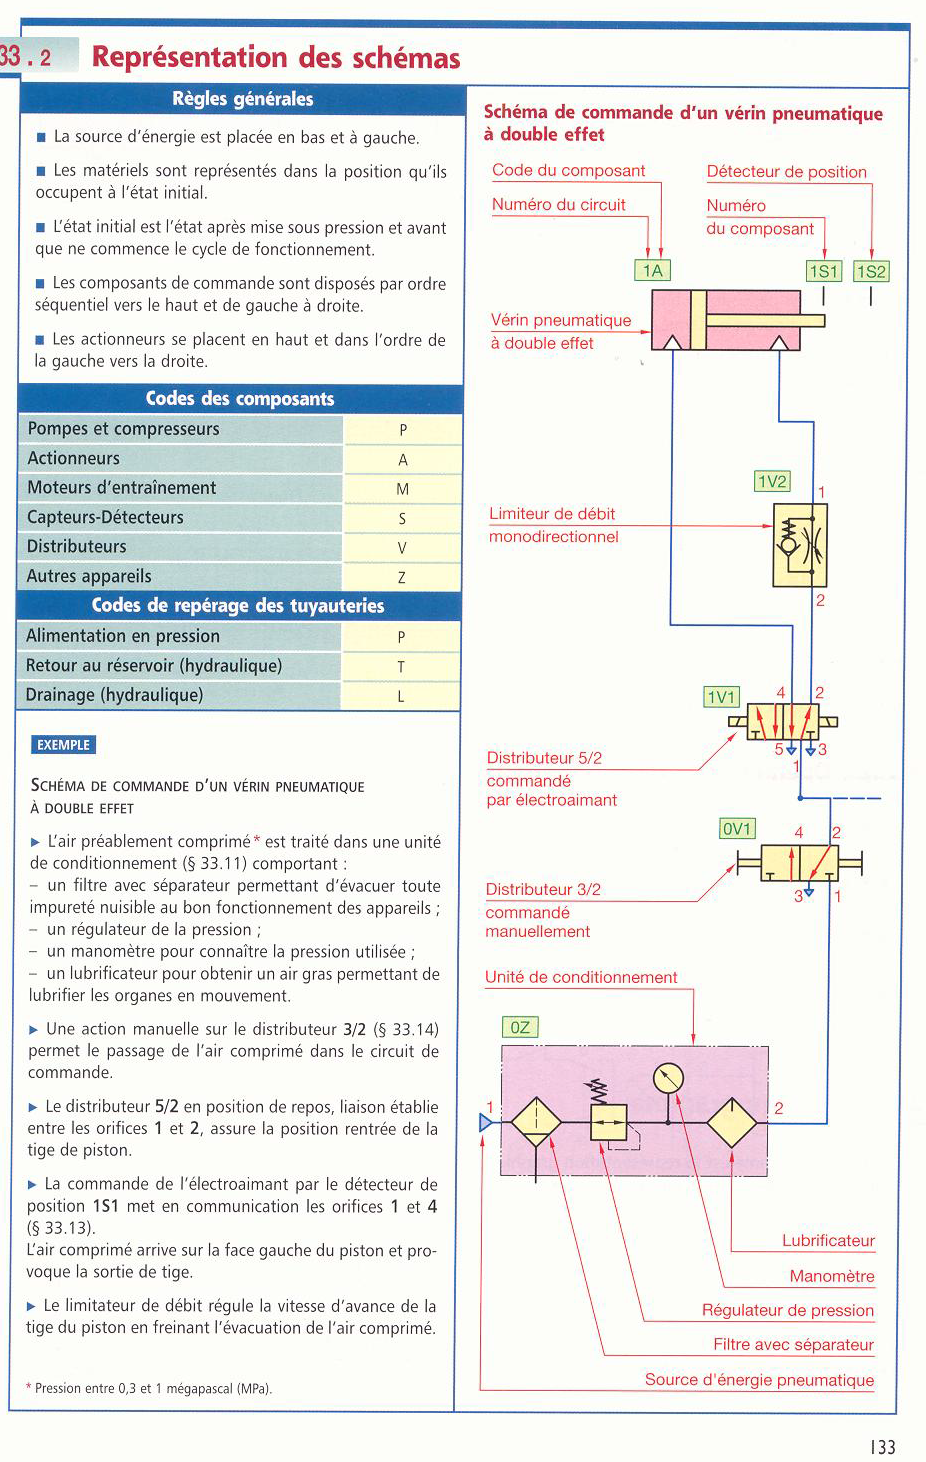 33.2
Représentation des schémas
Règles générales
■ La source d'énergie est placée en bas et à gauche.
■ Les matériels sont représentés dans la position qu'ils
occupent à l'état initial.
■ L'état initial est l'état après mise sous pression et avant
que ne commence le cycle de fonctionnement.
■ Les composants de commande sont disposés par ordre
séquentiel vers le haut et de gauche à droite.
■ Les actionneurs se placent en haut et dans l'ordre de
la gauche vers la droite.
Codes des composants
Pompes et compresseurs P
Actionneurs A
Moteurs d'entraînement M
Capteurs-Détecteurs S
Distributeurs V
Autres appareils Z
Codes de repérage des tuyauteries
Alimentation en pression P
Retour au réservoir (hydraulique) T
Drainage (hydraulique) L
EXEMPLE
SCHÉMA DE COMMANDE D'UN VÉRIN PNEUMATIQUE
À DOUBLE EFFET
► L'air préablement comprimé* est traité dans une unité
de conditionnement (§ 33.11) comportant :
– un filtre avec séparateur permettant d'évacuer toute
impureté nuisible au bon fonctionnement des appareils ;
– un régulateur de la pression ;
– un manomètre pour connaître la pression utilisée ;
– un lubrificateur pour obtenir un air gras permettant de
lubrifier les organes en mouvement.
► Une action manuelle sur le distributeur 3/2 (§ 33.14)
permet le passage de l'air comprimé dans le circuit de
commande.
► Le distributeur 5/2 en position de repos, liaison établie
entre les orifices 1 et 2, assure la position rentrée de la
tige de piston.
► La commande de l'électroaimant par le détecteur de
position 1S1 met en communication les orifices 1 et 4
(§ 33.13).
L'air comprimé arrive sur la face gauche du piston et pro-
voque la sortie de tige.
► Le limitateur de débit régule la vitesse d'avance de la
tige du piston en freinant l'évacuation de l'air comprimé.
* Pression entre 0,3 et 1 mégapascal (MPa).
Schéma de commande d'un vérin pneumatique
à double effet
Code du composant
Détecteur de position
Numéro du circuit
Numéro
du composant
1A
1S1
1S2
Vérin pneumatique
à double effet
1V2
1
Limiteur de débit
monodirectionnel
2
1V1
4
2
5
3
1
Distributeur 5/2
commandé
par électroaimant
0V1
4
2
3
1
Distributeur 3/2
commandé
manuellement
Unité de conditionnement
0Z
1
2
Lubrificateur
Manomètre
Régulateur de pression
Filtre avec séparateur
Source d'énergie pneumatique
133